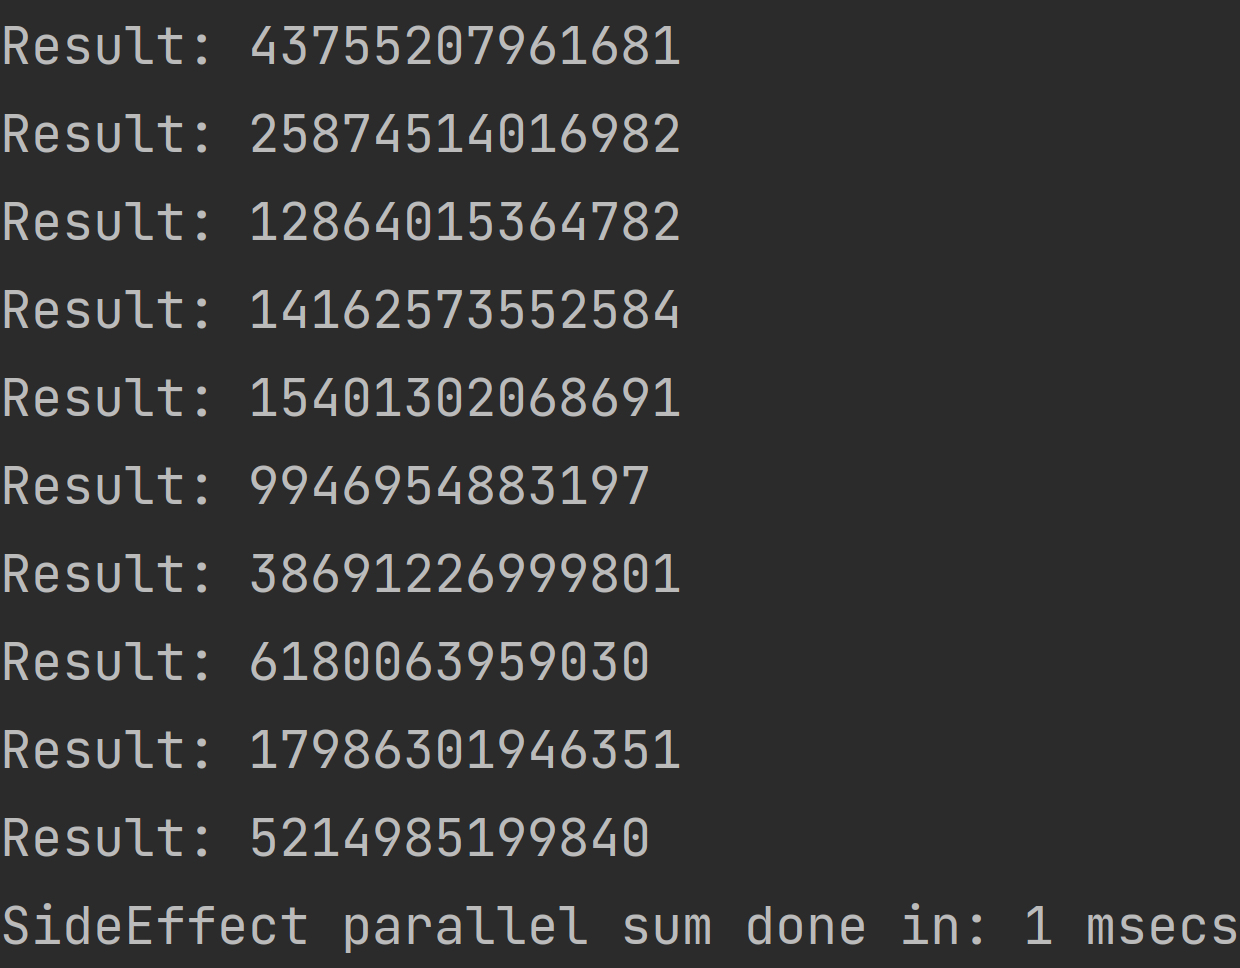 Result: 43755207961681
Result: 25874514016982
Result: 12864015364782
Result: 14162573552584
Result: 15401302068691
Result: 9946954883197
Result: 38691226999801
Result: 6180063959030
Result: 17986301946351
Result: 5214985199840
SideEffect parallel sum done in: 1 msecs